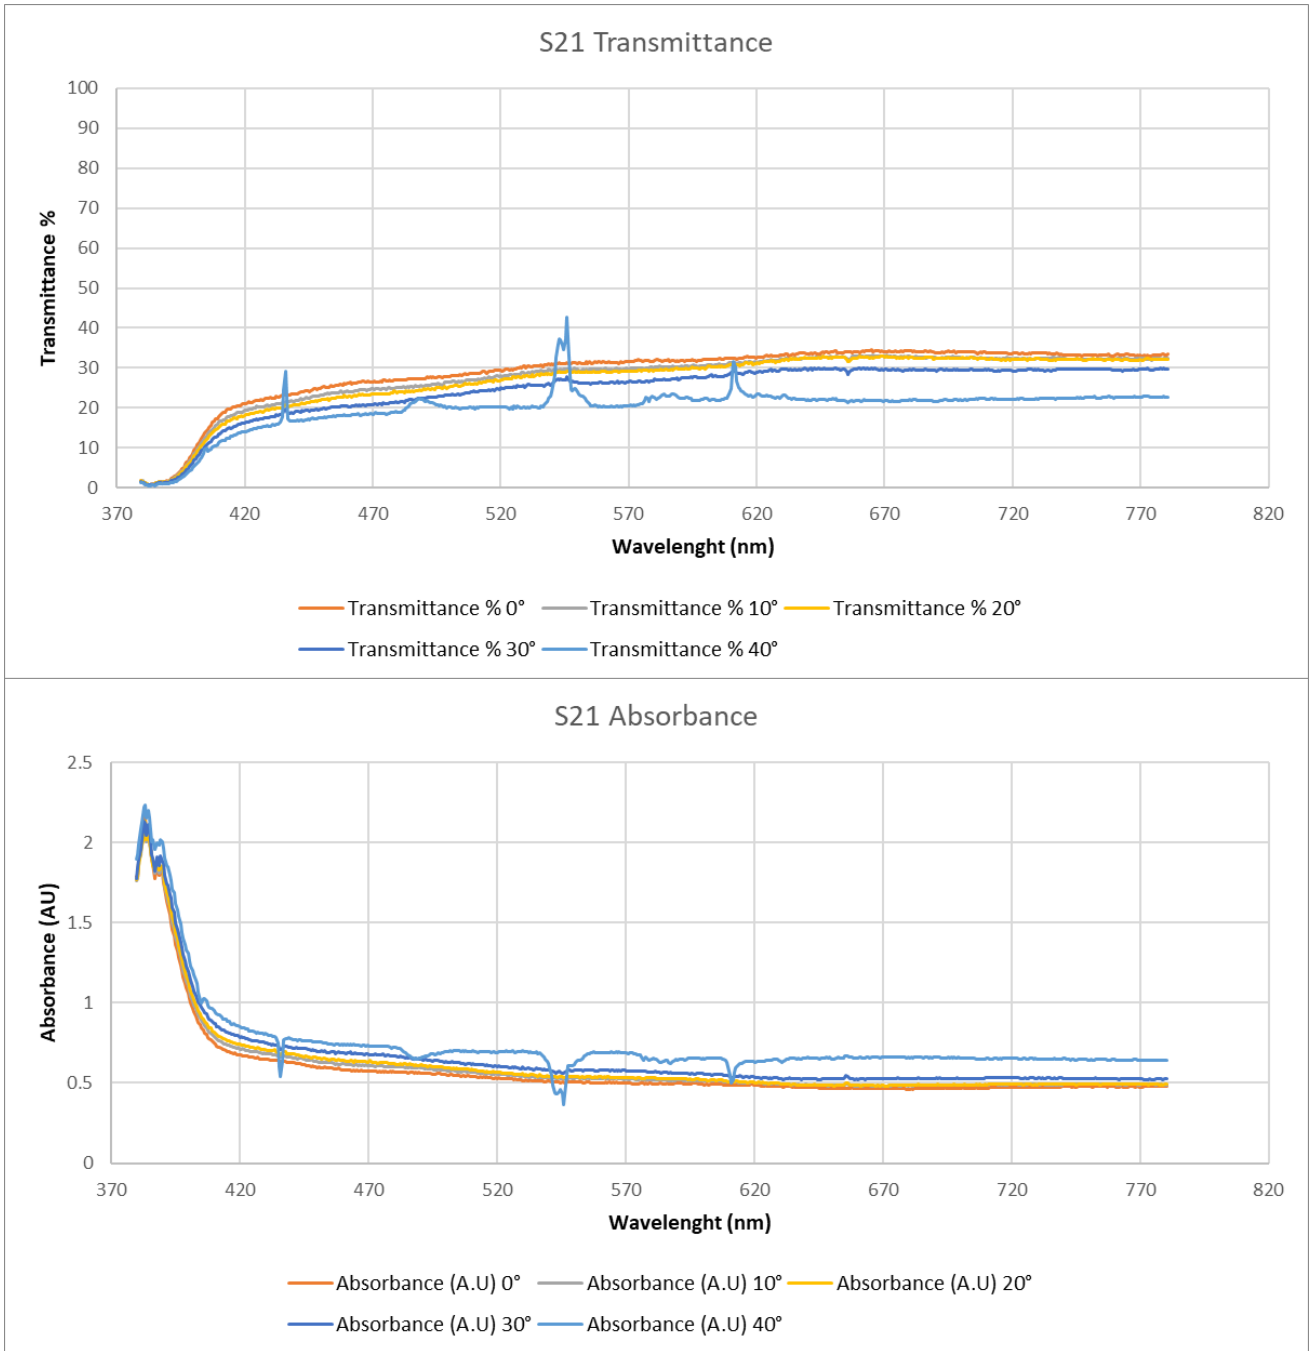 S21 Transmittance
100
90
80
70
60
50
40
30
20
10
0
Transmittance %
370 420 470 520 570 620 670 720 770 820
Wavelenght (nm)
Transmittance % 0° Transmittance % 10° Transmittance % 20°
Transmittance % 30° Transmittance % 40°
S21 Absorbance
2.5
2
1.5
1
0.5
0
Absorbance (AU)
370 420 470 520 570 620 670 720 770 820
Wavelenght (nm)
Absorbance (A.U) 0° Absorbance (A.U) 10° Absorbance (A.U) 20°
Absorbance (A.U) 30° Absorbance (A.U) 40°